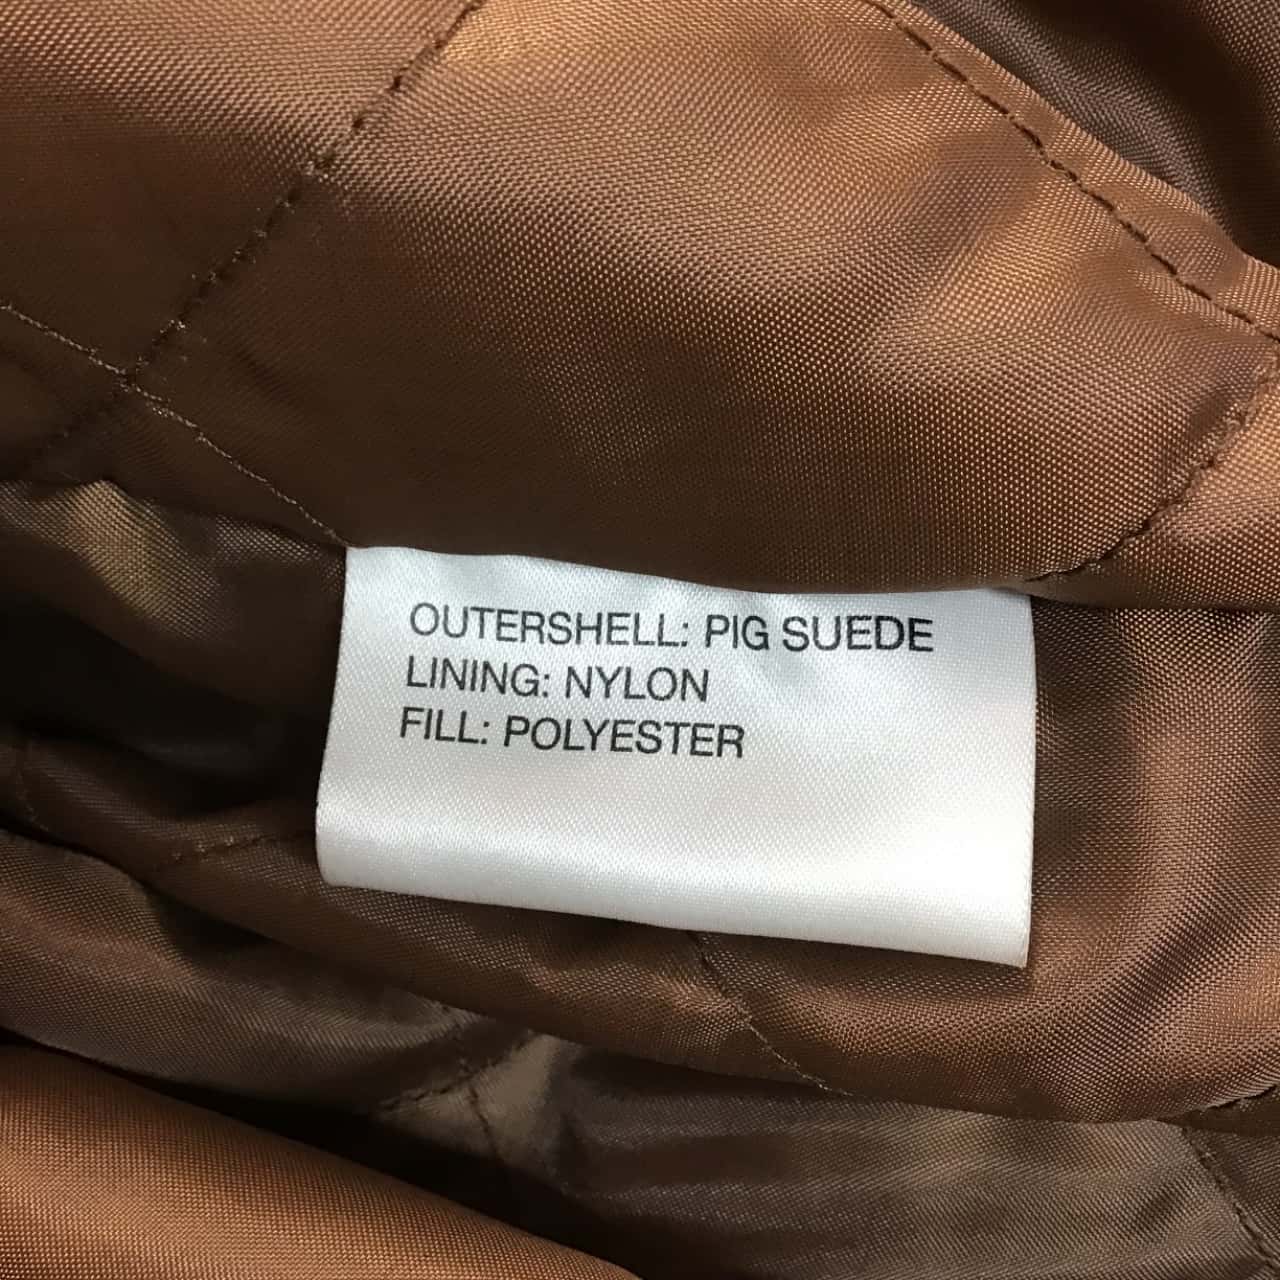 OUTERSHELL: PIG SUEDE
LINING: NYLON
FILL: POLYESTER